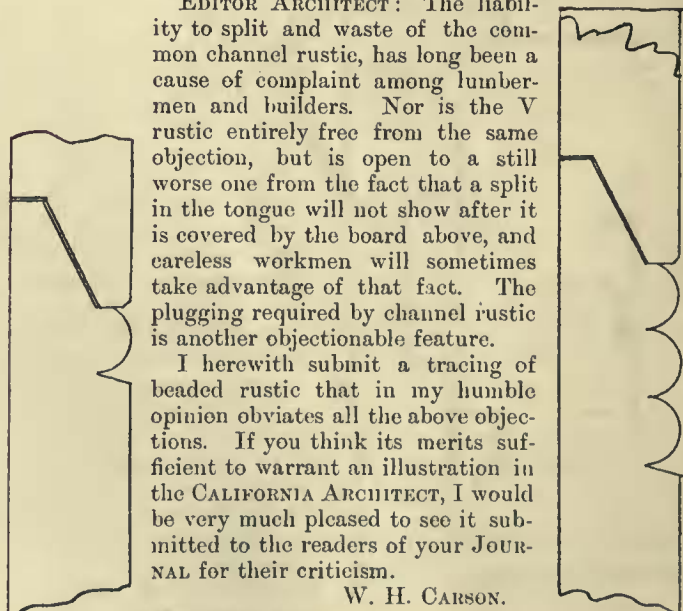 EDITOR ARCHITECT: The liabil-
ity to split and waste of the com-
mon channel rustic, has long been a
cause of complaint among lumber-
men and builders. Nor is the V
rustic entirely free from the same
objection, but is open to a still
worse one from the fact that a split
in the tongue will not show after it
is covered by the board above, and
careless workmen will sometimes
take advantage of that fact. The
plugging required by channel rustic
is another objectionable feature.
I herewith submit a tracing of
beaded rustic that in my humble
opinion obviates all the above objec-
tions. If you think its merits suf-
ficient to warrant an illustration in
the CALIFORNIA ARCHITECT, I would
be very much pleased to see it sub-
mitted to the readers of your JOUR-
NAL for their criticism.
W. H. CARSON.